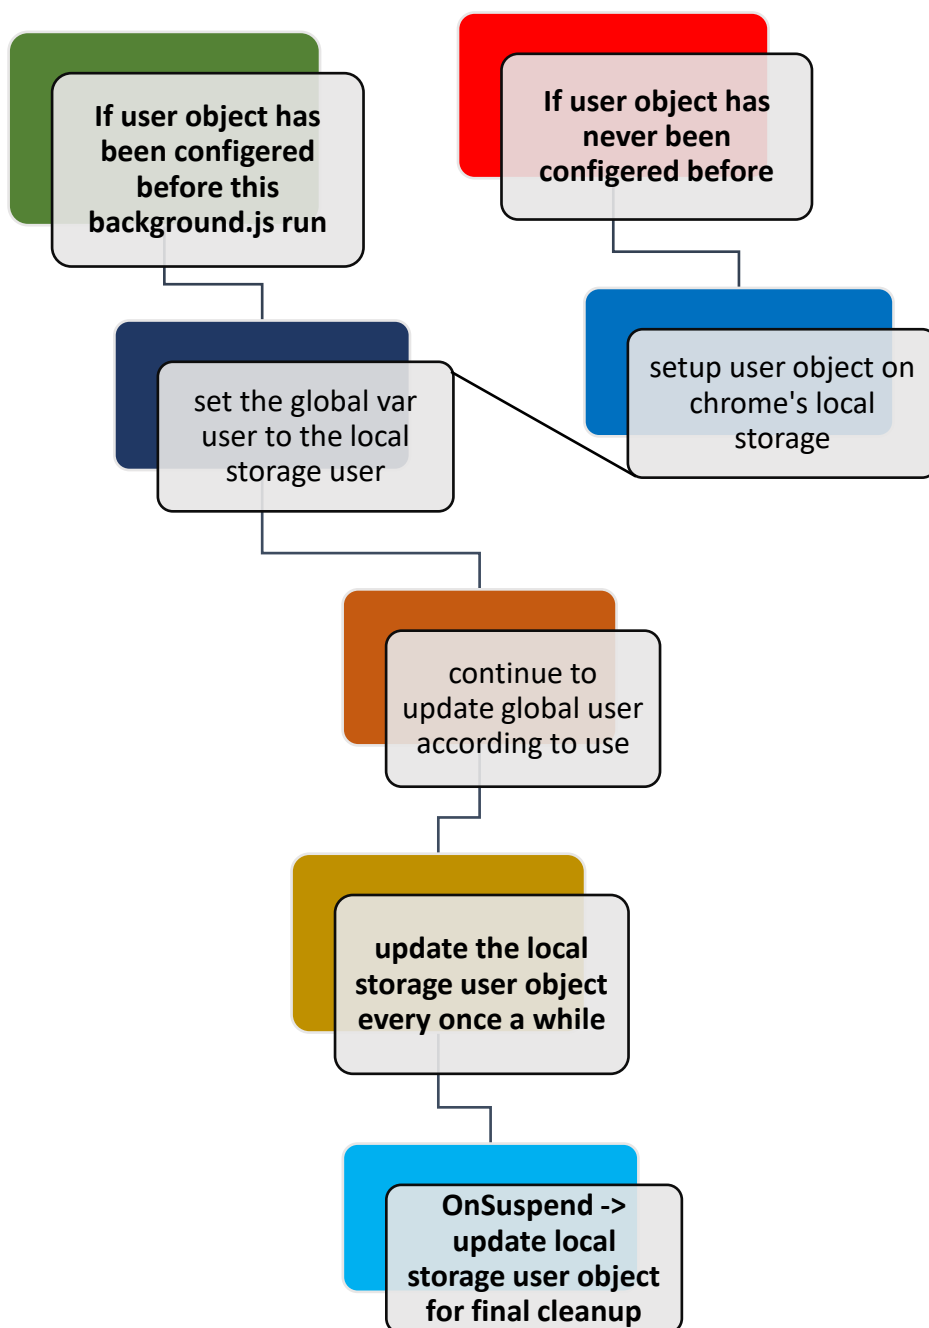 If user object has
been configered
before this
background.js run
If user object has
never been
configered before
set the global var
user to the local
storage user
setup user object on
chrome's local
storage
continue to
update global user
according to use
update the local
storage user object
every once a while
OnSuspend ->
update local
storage user object
for final cleanup